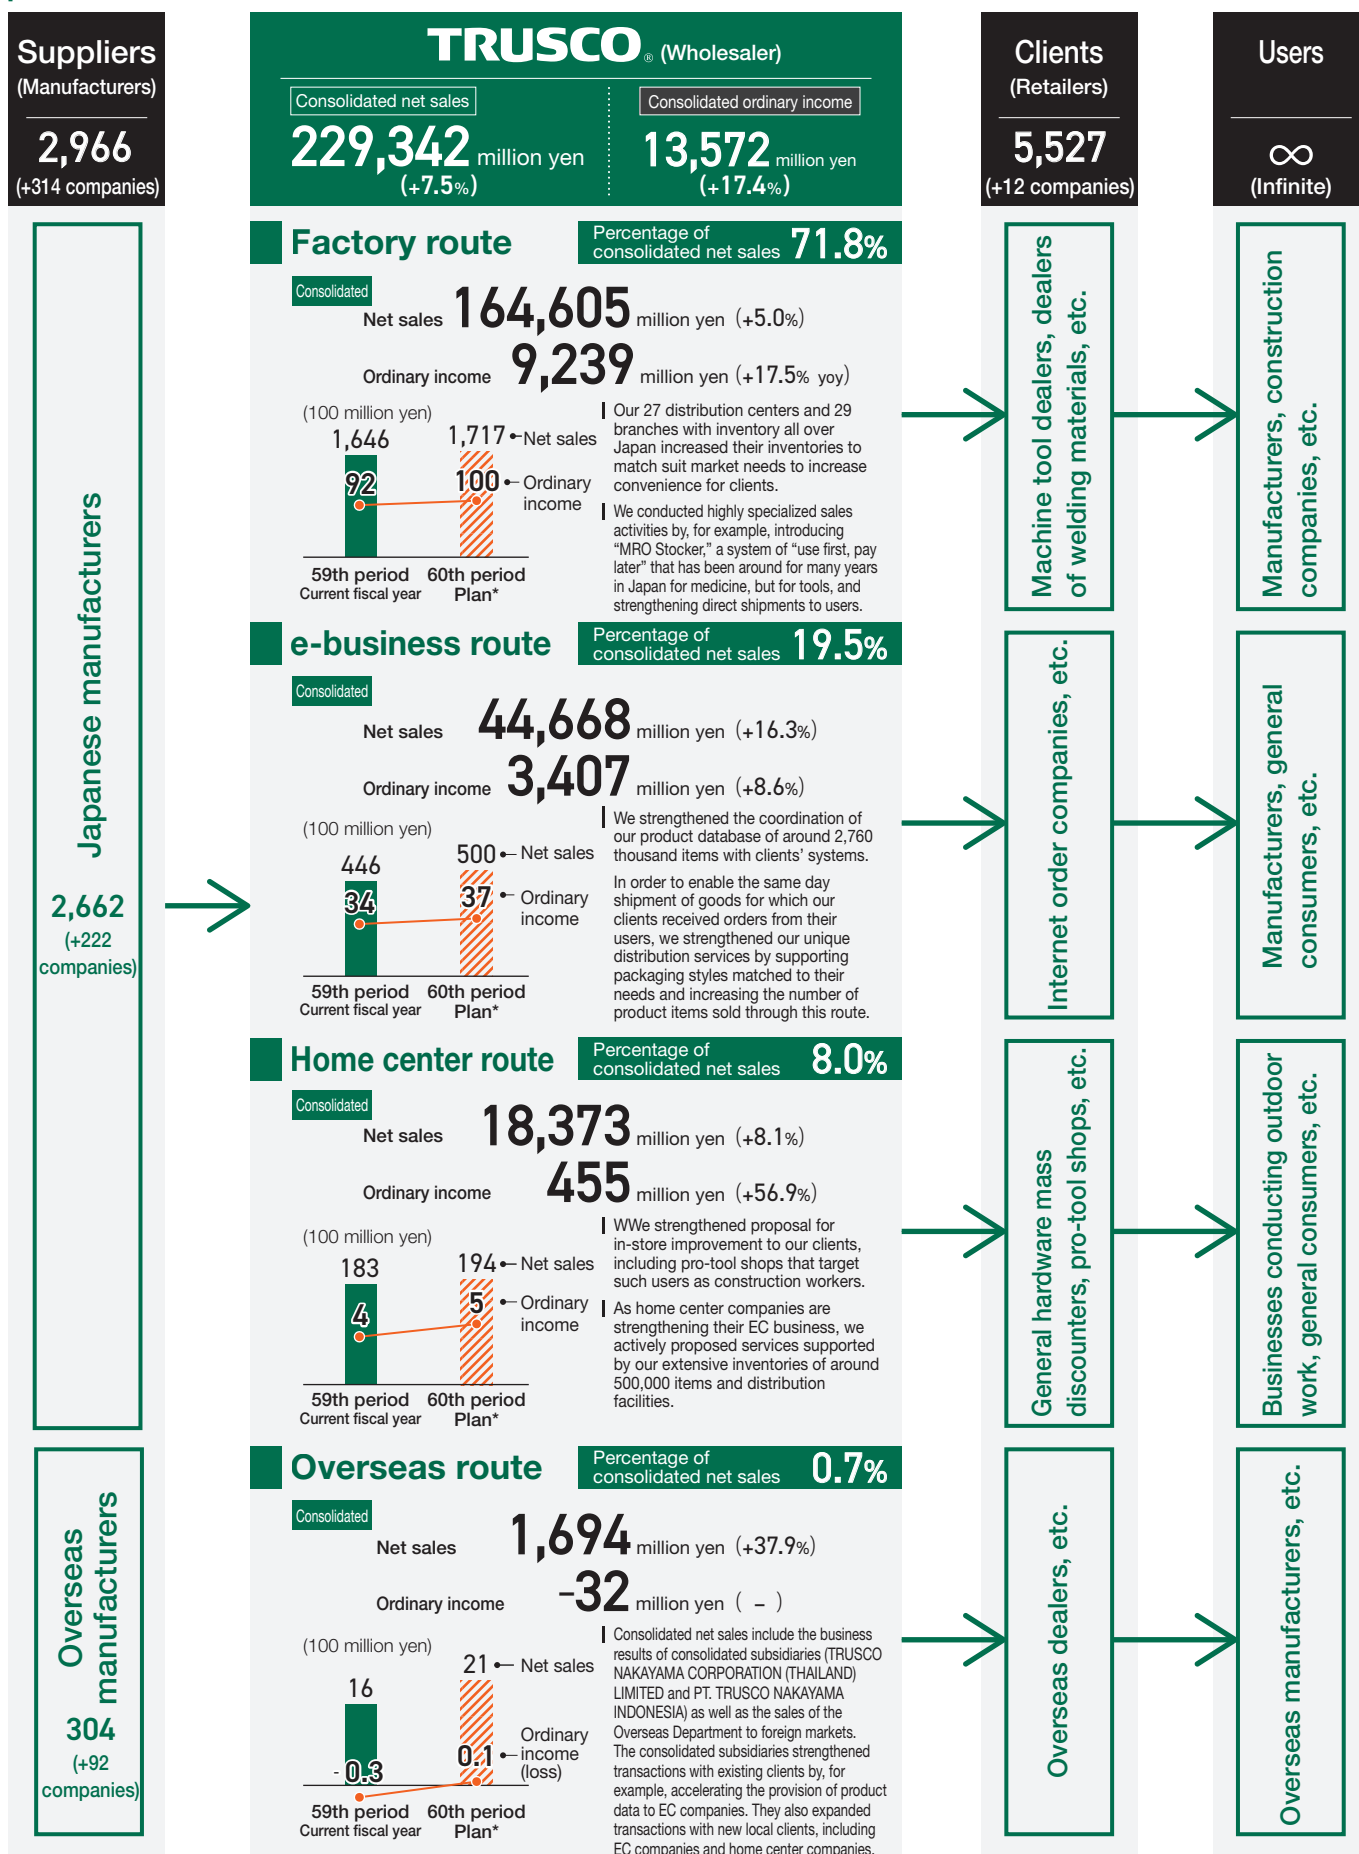 Suppliers
(Manufacturers)
2,966
(+314 companies)
Japanese manufacturers
2,662
(+222
companies)
Overseas
manufacturers
304
(+92
companies)
TRUSCO® (Wholesaler)
Consolidated net sales
229,342 million yen
(+7.5%)
Consolidated ordinary income
13,572 million yen
(+17.4%)
Factory route
Percentage of
consolidated net sales 71.8%
Consolidated
Net sales 164,605 million yen (+5.0%)
Ordinary income 9,239 million yen (+17.5% yoy)
(100 million yen)
1,646
1,717
Net sales
92
100
Ordinary
income
59th period
Current fiscal year
60th period
Plan*
Our 27 distribution centers and 29
branches with inventory all over
Japan increased their inventories to
match suit market needs to increase
convenience for clients.
We conducted highly specialized sales
activities by, for example, introducing
“MRO Stocker,” a system of “use first, pay
later” that has been around for many years
in Japan for medicine, but for tools, and
strengthening direct shipments to users.
e-business route
Percentage of
consolidated net sales 19.5%
Consolidated
Net sales 44,668 million yen (+16.3%)
Ordinary income 3,407 million yen (+8.6%)
(100 million yen)
446
500
Net sales
34
37
Ordinary
income
59th period
Current fiscal year
60th period
Plan*
We strengthened the coordination of
our product database of around 2,760
thousand items with clients’ systems.
In order to enable the same day
shipment of goods for which our
clients received orders from their
users, we strengthened our unique
distribution services by supporting
packaging styles matched to their
needs and increasing the number of
product items sold through this route.
Home center route
Percentage of
consolidated net sales 8.0%
Consolidated
Net sales 18,373 million yen (+8.1%)
Ordinary income 455 million yen (+56.9%)
(100 million yen)
183
194
Net sales
4
5
Ordinary
income
59th period
Current fiscal year
60th period
Plan*
WWe strengthened proposal for
in-store improvement to our clients,
including pro-tool shops that target
such users as construction workers.
As home center companies are
strengthening their EC business, we
actively proposed services supported
by our extensive inventories of around
500,000 items and distribution
facilities.
Overseas route
Percentage of
consolidated net sales 0.7%
Consolidated
Net sales 1,694 million yen (+37.9%)
Ordinary income -32 million yen ( – )
(100 million yen)
16
21
Net sales
-0.3
0.1
Ordinary
income
(loss)
59th period
Current fiscal year
60th period
Plan*
Consolidated net sales include the business
results of consolidated subsidiaries (TRUSCO
NAKAYAMA CORPORATION (THAILAND)
LIMITED and PT. TRUSCO NAKAYAMA
INDONESIA) as well as the sales of the
Overseas Department to foreign markets.
The consolidated subsidiaries strengthened
transactions with existing clients by, for
example, accelerating the provision of product
data to EC companies. They also expanded
transactions with new local clients, including
EC companies and home center companies.
Clients
(Retailers)
5,527
(+12 companies)
Machine tool dealers, dealers
of welding materials, etc.
Internet order companies, etc.
General hardware mass
discounters, pro-tool shops, etc.
Overseas dealers, etc.
Users
∞
(Infinite)
Manufacturers, construction
companies, etc.
Manufacturers, general
consumers, etc.
Businesses conducting outdoor
work, general consumers, etc.
Overseas manufacturers, etc.